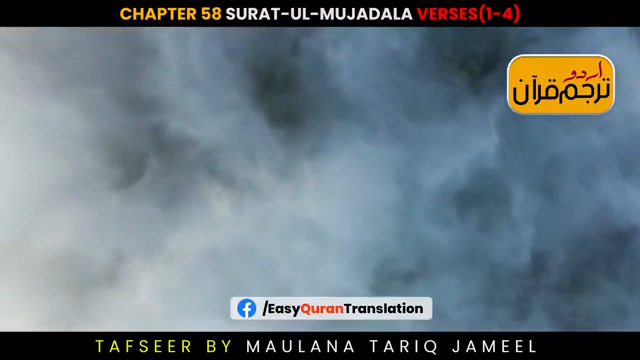 CHAPTER 58 SURAT-UL-MUJADALA VERSES(1-4)
اردو
ترجمہ قرآن
/EasyQuranTranslation
TAFSEER BY MAULANA TARIQ JAMEEL